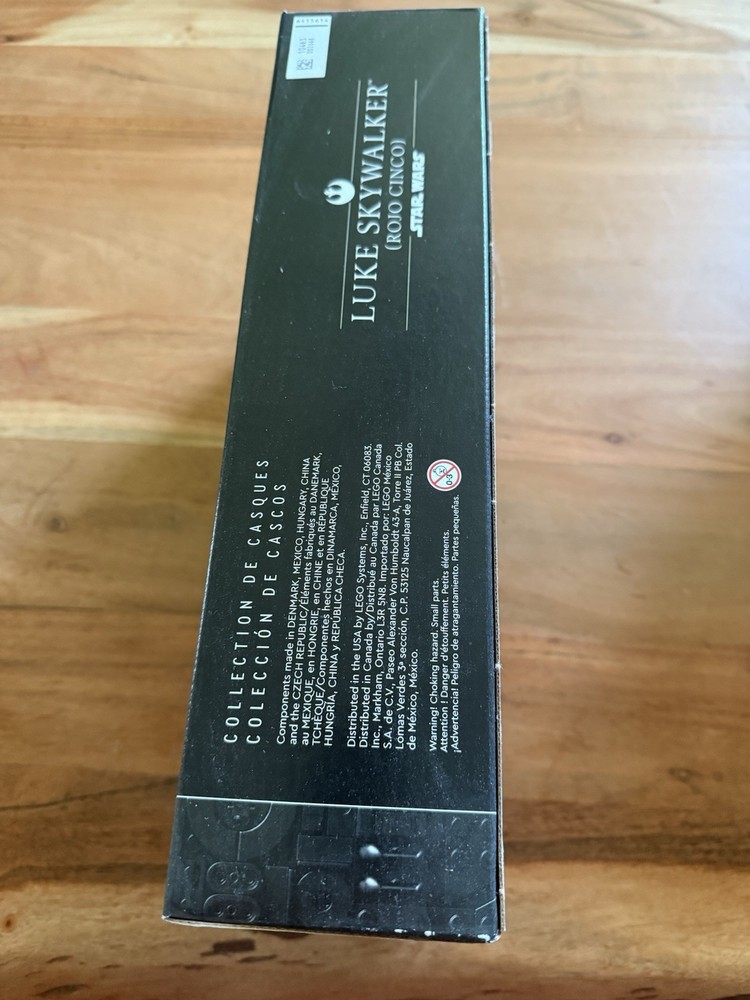 LUKE SKYWALKER™
(ROJO CINCO)
STAR WARS
COLLECTION DE CASQUES
COLECCIÓN DE CASCOS
Components made in DENMARK, MEXICO, HUNGARY, CHINA
and the CZECH REPUBLIC/Éléments fabriqués au DANEMARK,
au MEXIQUE, en HONGRIE, en CHINE et en RÉPUBLIQUE
TCHÈQUE/Componentes hechos en DINAMARCA, MÉXICO,
HUNGRÍA, CHINA y REPÚBLICA CHECA.
Distributed in the USA by LEGO Systems, Inc., Enfield, CT 06083.
Distributed in Canada by/Distribué au Canada par LEGO Canada
Inc., Markham, Ontario L3R 5N8. Importado por: LEGO México
S.A. de C.V., Paseo Alexander Von Humboldt 43-A, Torre II PB Col.
Lomas Verdes 3ª sección, C.P. 53125 Naucalpan de Juárez, Estado
de México, México.
0-3
Warning! Choking hazard. Small parts.
Attention ! Danger d'étouffement. Petits éléments.
¡Advertencia! Peligro de atragantamiento. Partes pequeñas.